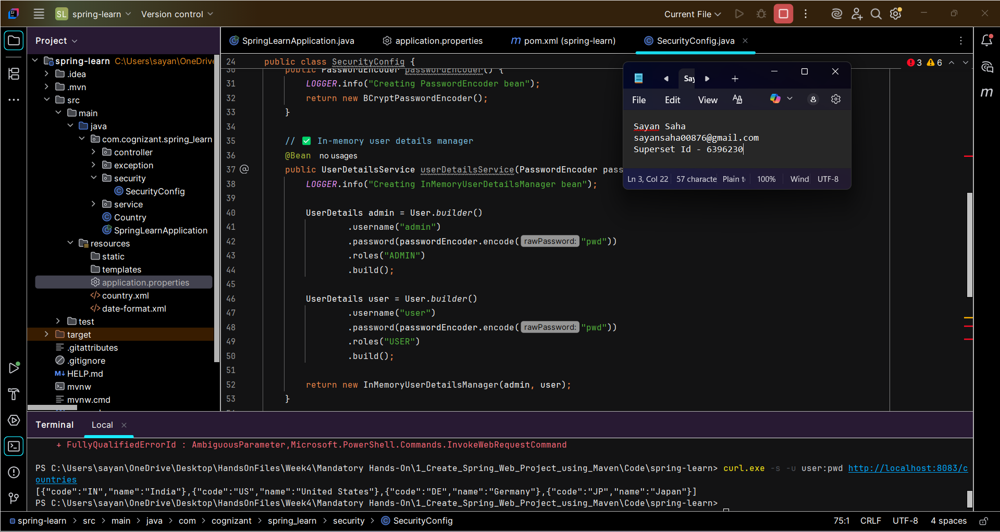 SL spring-learn Version control Current File
Project
SpringLearnApplication.java application.properties m pom.xml (spring-learn) SecurityConfig.java
spring-learn C:\Users\sayan\OneDrive
.idea
.mvn
src
main
java
com.cognizant.spring_learn
controller
exception
security
SecurityConfig
service
Country
SpringLearnApplication
resources
static
templates
application.properties
country.xml
date-format.xml
test
target
.gitattributes
.gitignore
M↓ HELP.md
mvnw
mvnw.cmd
24 public class SecurityConfig {
3 6
30 public PasswordEncoder passwordEncoder() {
31 LOGGER.info("Creating PasswordEncoder bean");
32 return new BCryptPasswordEncoder();
33 }
34
35 // ✅ In-memory user details manager
36 @Bean no usages
37 public UserDetailsService userDetailsService(PasswordEncoder pass
38 LOGGER.info("Creating InMemoryUserDetailsManager bean");
39
40 UserDetails admin = User.builder()
41 .username("admin")
42 .password(passwordEncoder.encode( rawPassword: "pwd"))
43 .roles("ADMIN")
44 .build();
45
46 UserDetails user = User.builder()
47 .username("user")
48 .password(passwordEncoder.encode( rawPassword: "pwd"))
49 .roles("USER")
50 .build();
51
52 return new InMemoryUserDetailsManager(admin, user);
53 }
Say
File Edit View
Sayan Saha
sayansaha00876@gmail.com
Superset Id - 6396230
Ln 3, Col 22 57 characte Plain t 100% Wind UTF-8
Terminal Local
+ FullyQualifiedErrorId : AmbiguousParameter,Microsoft.PowerShell.Commands.InvokeWebRequestCommand
PS C:\Users\sayan\OneDrive\Desktop\HandsOnFiles\Week4\Mandatory Hands-On\1_Create_Spring_Web_Project_using_Maven\Code\spring-learn> curl.exe -s -u user:pwd http://localhost:8083/c
ountries
[{"code":"IN","name":"India"},{"code":"US","name":"United States"},{"code":"DE","name":"Germany"},{"code":"JP","name":"Japan"}]
PS C:\Users\sayan\OneDrive\Desktop\HandsOnFiles\Week4\Mandatory Hands-On\1_Create_Spring_Web_Project_using_Maven\Code\spring-learn>
spring-learn > src > main > java > com > cognizant > spring_learn > security > SecurityConfig
75:1 CRLF UTF-8 4 spaces